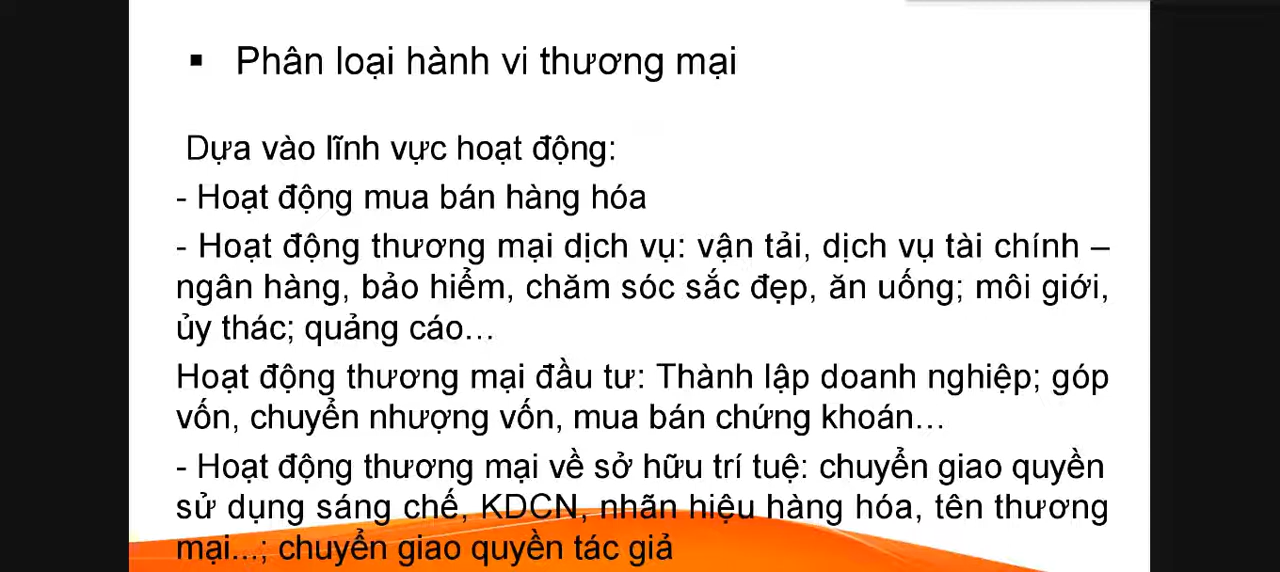 ▪ Phân loại hành vi thương mại
Dựa vào lĩnh vực hoạt động:
- Hoạt động mua bán hàng hóa
- Hoạt động thương mại dịch vụ: vận tải, dịch vụ tài chính –
ngân hàng, bảo hiểm, chăm sóc sắc đẹp, ăn uống; môi giới,
ủy thác; quảng cáo...
Hoạt động thương mại đầu tư: Thành lập doanh nghiệp; góp
vốn, chuyển nhượng vốn, mua bán chứng khoán...
- Hoạt động thương mại về sở hữu trí tuệ: chuyển giao quyền
sử dụng sáng chế, KDCN, nhãn hiệu hàng hóa, tên thương
mại...; chuyển giao quyền tác giả